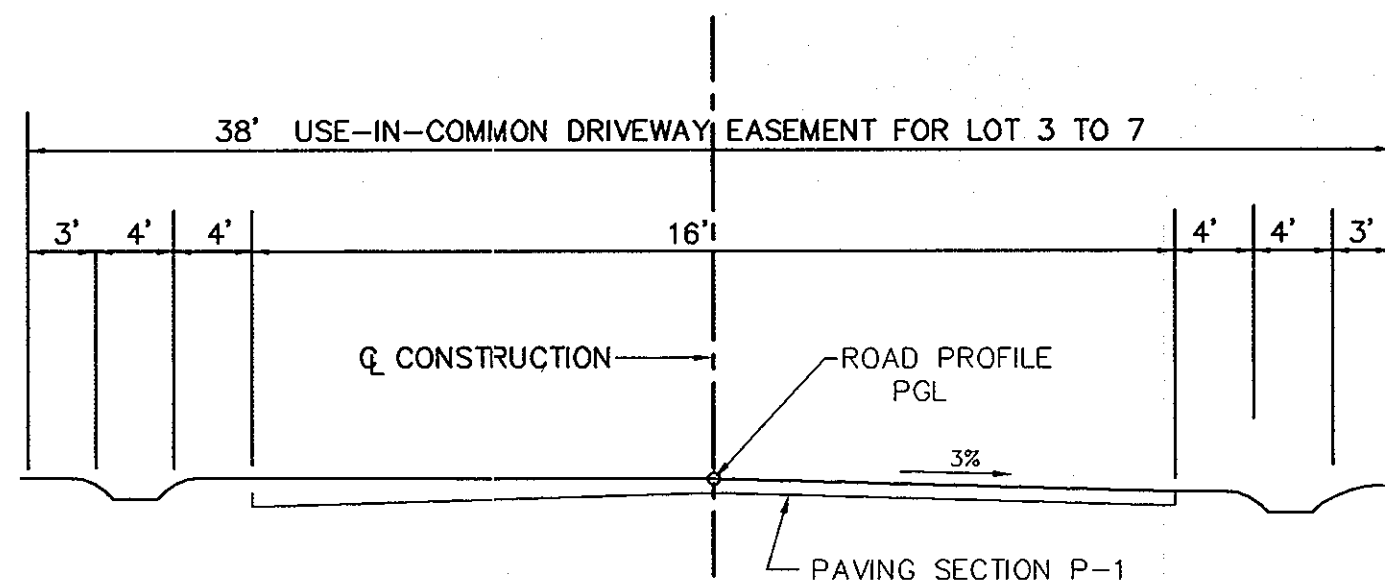 38' USE-IN-COMMON DRIVEWAY EASEMENT FOR LOT 3 TO 7
3' 4' 4' 16' 4' 4' 3'
℄ CONSTRUCTION
ROAD PROFILE
PGL
3%
PAVING SECTION P-1